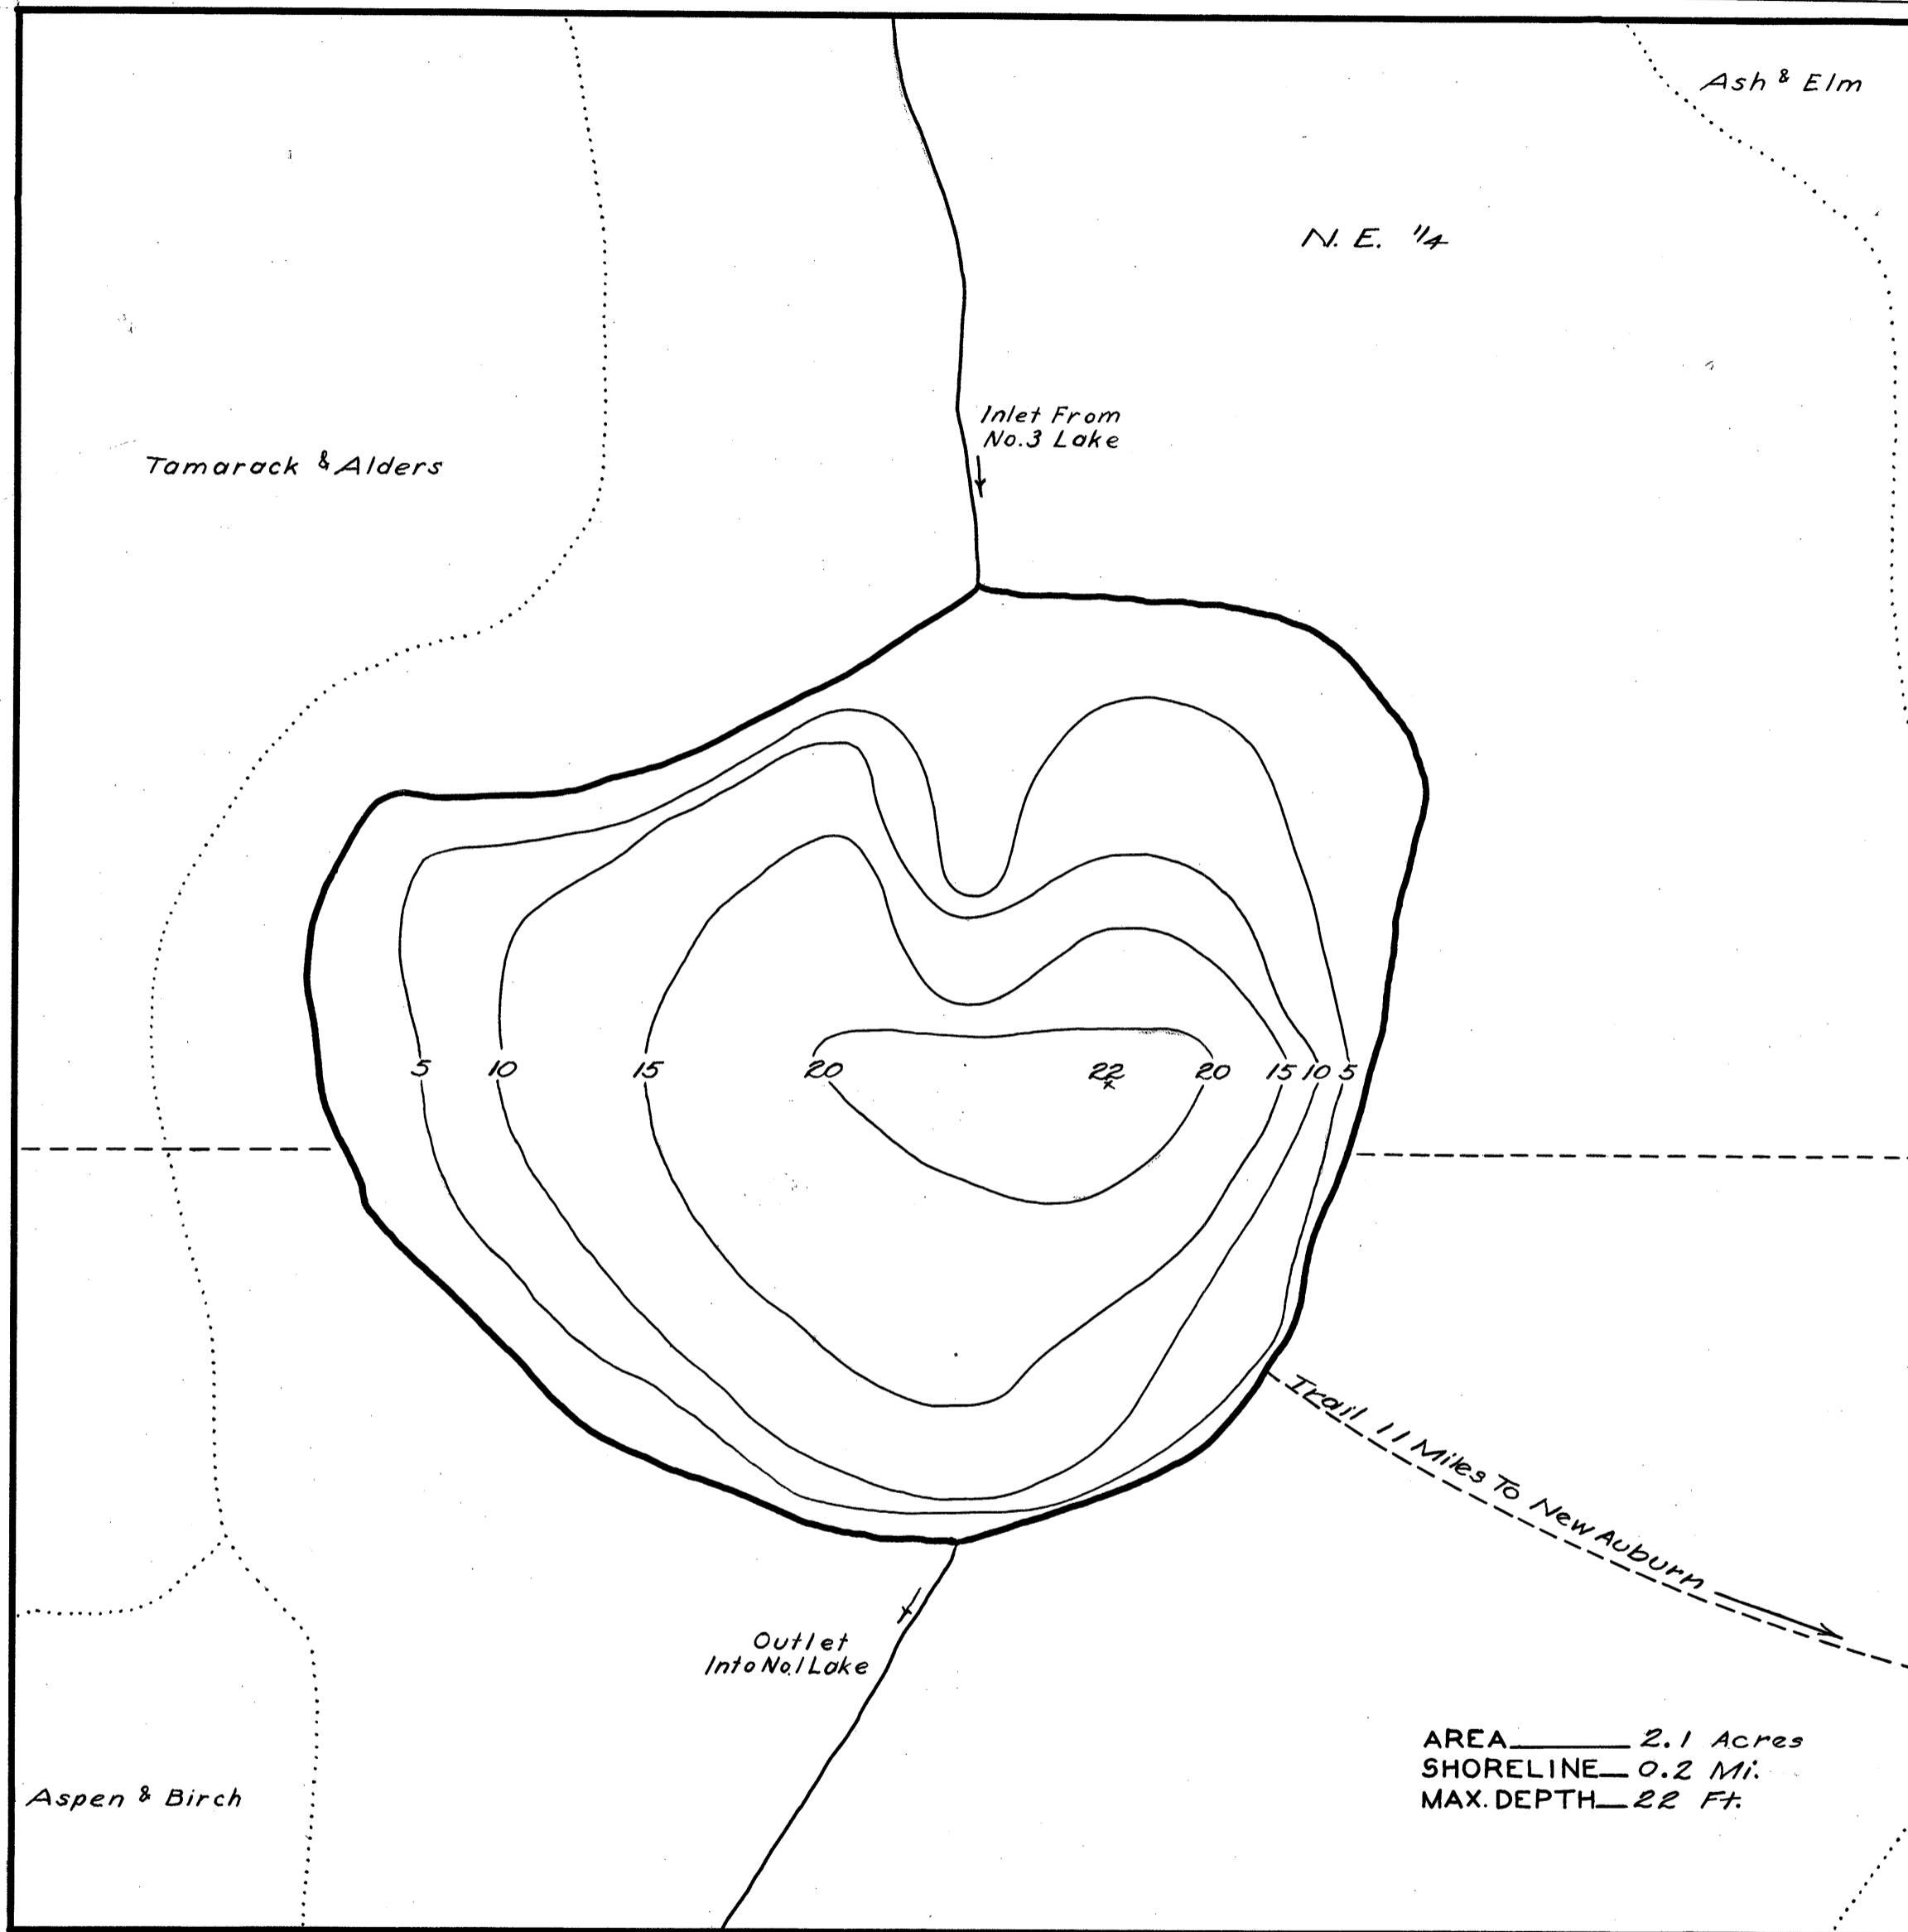 Ash & Elm
N. E. 1/4
Inlet From
No. 3 Lake
Tamarack & Alders
5 10 15 20 22 20 15 10 5
x
Trail 11 Miles To New Auburn
Outlet
Into No. 1 Lake
AREA 2.1 Acres
SHORELINE 0.2 Mi.
MAX. DEPTH 22 Ft.
Aspen & Birch